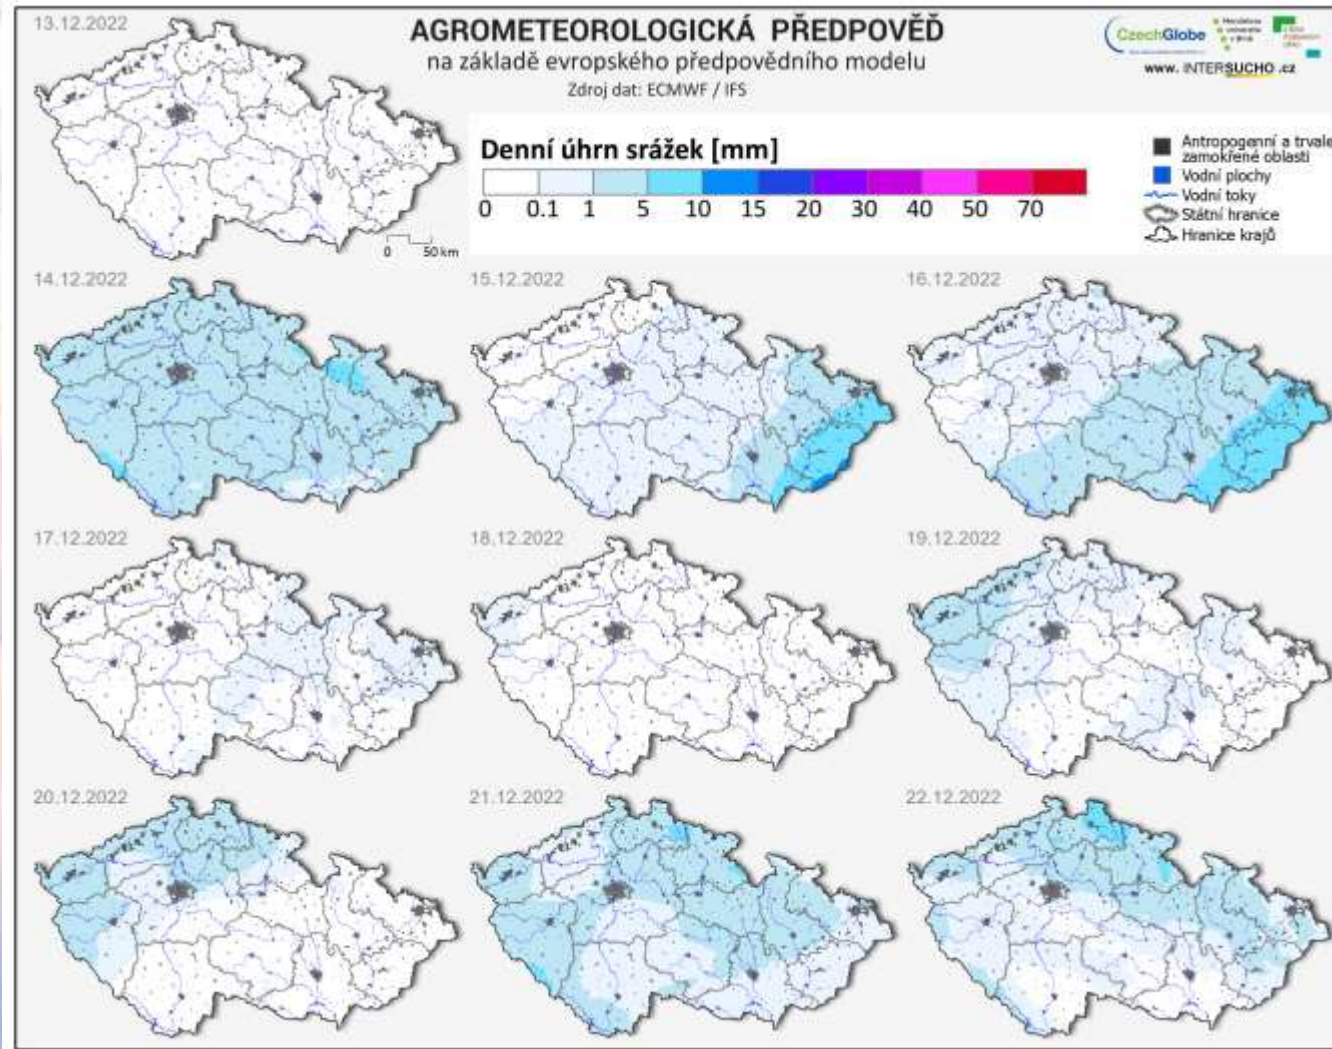 13.12.2022
AGROMETEOROLOGICKÁ PŘEDPOVĚĎ
na základě evropského předpovědního modelu
Zdroj dat: ECMWF / IFS
CzechGlobe
Mendelova
univerzita
v Brně
www. INTERSUCHO .cz
Denní úhrn srážek [mm]
0 0.1 1 5 10 15 20 30 40 50 70
Antropogenní a trvale
zamokřené oblasti
Vodní plochy
Vodní toky
Státní hranice
Hranice krajů
0 50 km
14.12.2022
15.12.2022
16.12.2022
17.12.2022
18.12.2022
19.12.2022
20.12.2022
21.12.2022
22.12.2022